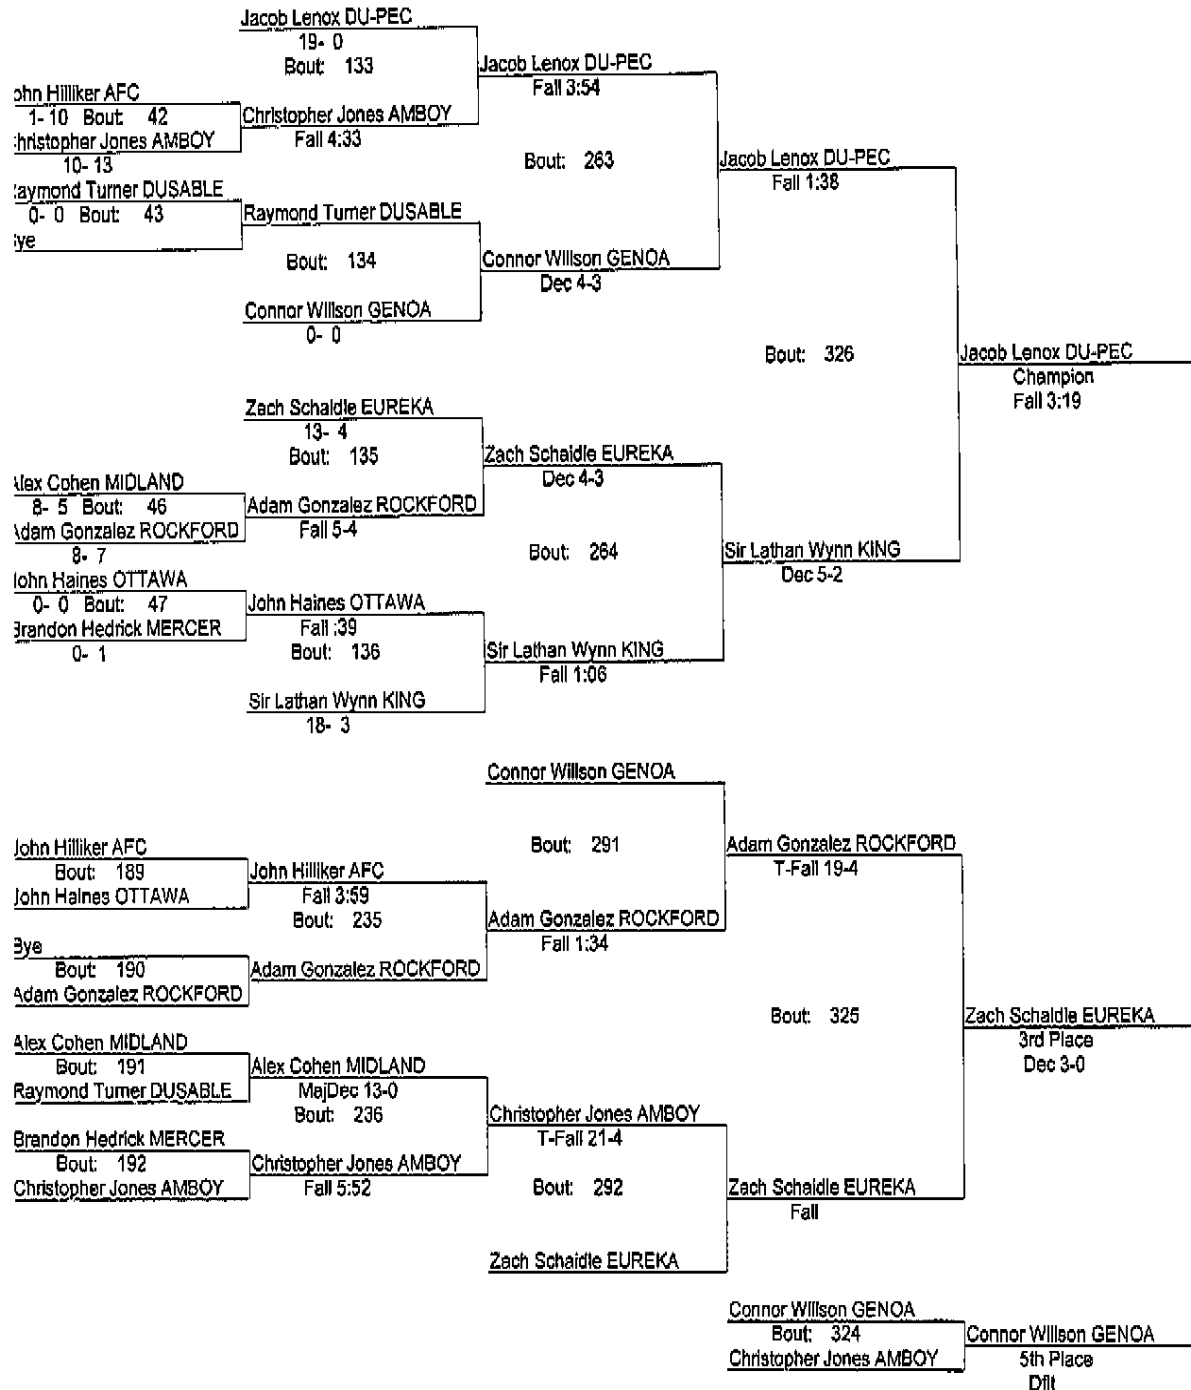 Jacob Lenox DU-PEC
19- 0
Bout: 133
Jacob Lenox DU-PEC
Fall 3:54
ohn Hilliker AFC
1- 10 Bout: 42
Christopher Jones AMBOY
Fall 4:33
hristopher Jones AMBOY
10- 13
Bout: 263
Jacob Lenox DU-PEC
Fall 1:38
Raymond Turner DUSABLE
0- 0 Bout: 43
Raymond Turner DUSABLE
Bye
Bout: 134
Connor Willson GENOA
Dec 4-3
Connor Willson GENOA
0- 0
Bout: 326
Jacob Lenox DU-PEC
Champion
Fall 3:19
Zach Schaidle EUREKA
13- 4
Bout: 135
Zach Schaidle EUREKA
Dec 4-3
Alex Cohen MIDLAND
8- 5 Bout: 46
Adam Gonzalez ROCKFORD
Fall 5-4
Adam Gonzalez ROCKFORD
8- 7
Bout: 264
Sir Lathan Wynn KING
Dec 5-2
John Haines OTTAWA
0- 0 Bout: 47
John Haines OTTAWA
Fall :39
Brandon Hedrick MERCER
0- 1
Bout: 136
Sir Lathan Wynn KING
Fall 1:06
Sir Lathan Wynn KING
18- 3
Connor Willson GENOA
Bout: 291
Adam Gonzalez ROCKFORD
T-Fall 19-4
John Hilliker AFC
Bout: 189
John Hilliker AFC
Fall 3:59
John Haines OTTAWA
Bout: 235
Adam Gonzalez ROCKFORD
Fall 1:34
Bye
Bout: 190
Adam Gonzalez ROCKFORD
Adam Gonzalez ROCKFORD
Bout: 325
Zach Schaidle EUREKA
3rd Place
Dec 3-0
Alex Cohen MIDLAND
Bout: 191
Alex Cohen MIDLAND
MajDec 13-0
Raymond Turner DUSABLE
Bout: 236
Christopher Jones AMBOY
T-Fall 21-4
Brandon Hedrick MERCER
Bout: 192
Christopher Jones AMBOY
Fall 5:52
Christopher Jones AMBOY
Bout: 292
Zach Schaidle EUREKA
Fall
Zach Schaidle EUREKA
Connor Willson GENOA
Bout: 324
Connor Willson GENOA
Christopher Jones AMBOY
5th Place
Dflt